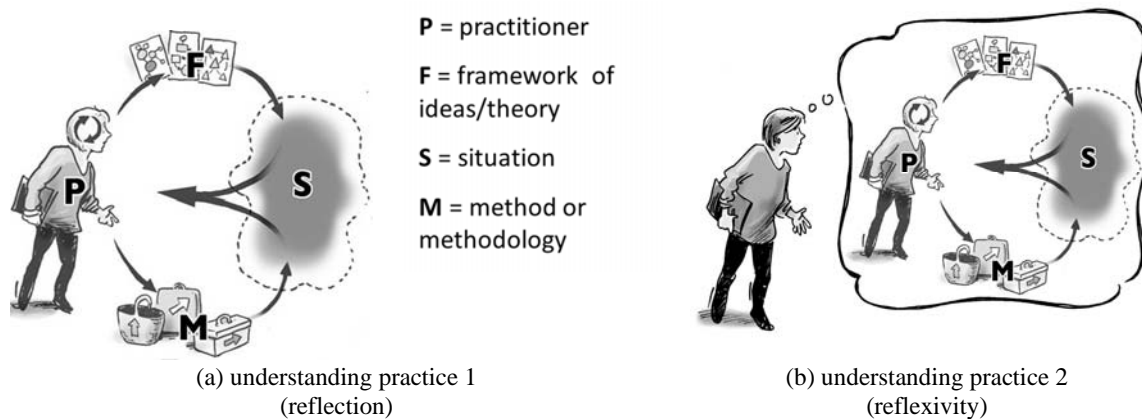 F
P
S
M
P = practitioner
F = framework of
ideas/theory
S = situation
M = method or
methodology
F
P
S
M
(a) understanding practice 1
(reflection)
(b) understanding practice 2
(reflexivity)